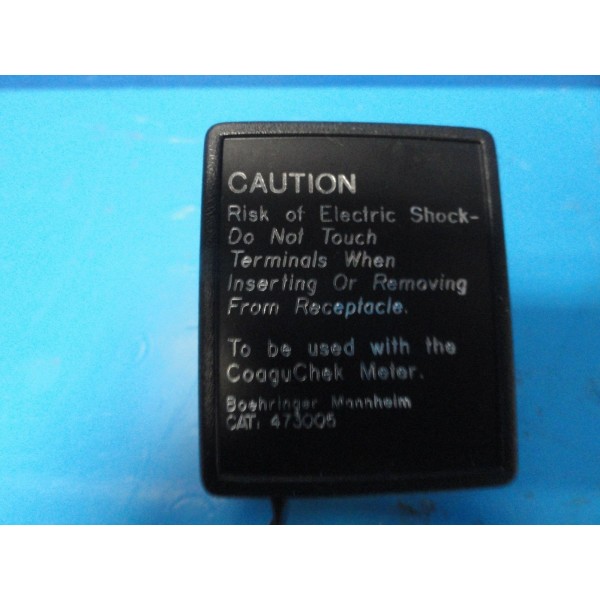 CAUTION
Risk of Electric Shock-
Do Not Touch
Terminals When
Inserting Or Removing
From Receptacle.
To be used with the
CoaguChek Meter.
Boehringer Mannheim
CAT: 473006